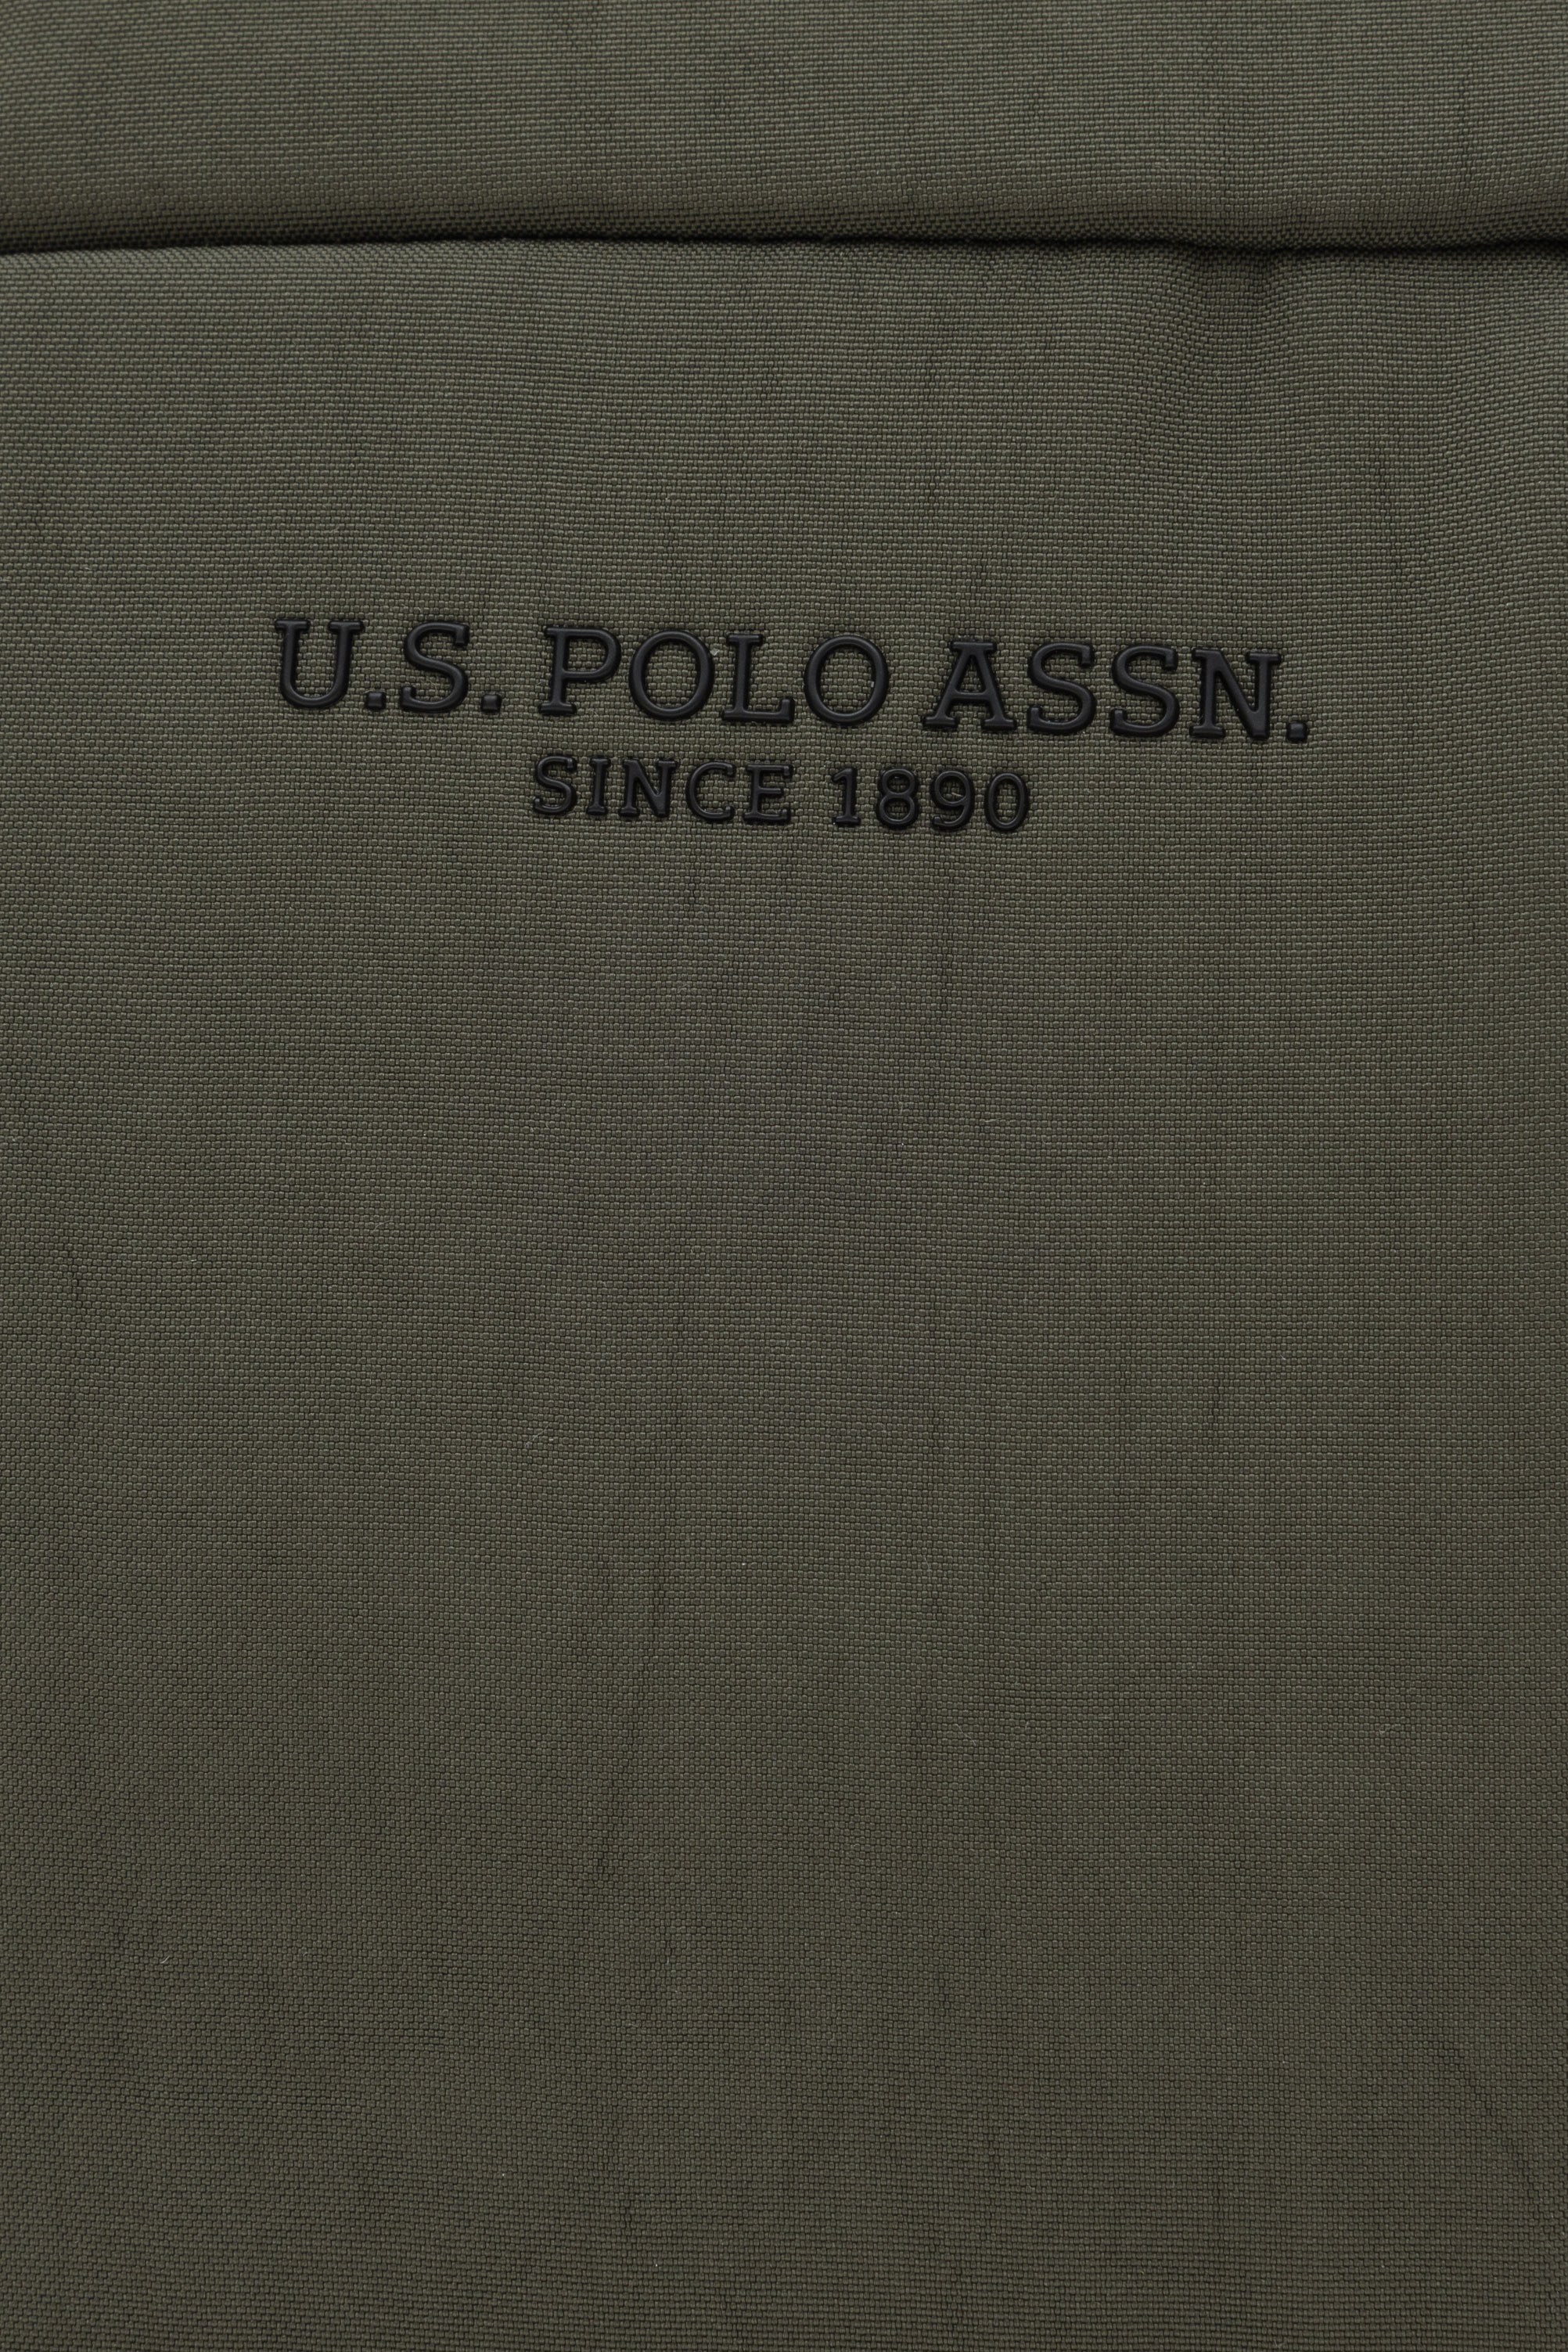 U.S. POLO ASSN.
SINCE 1890